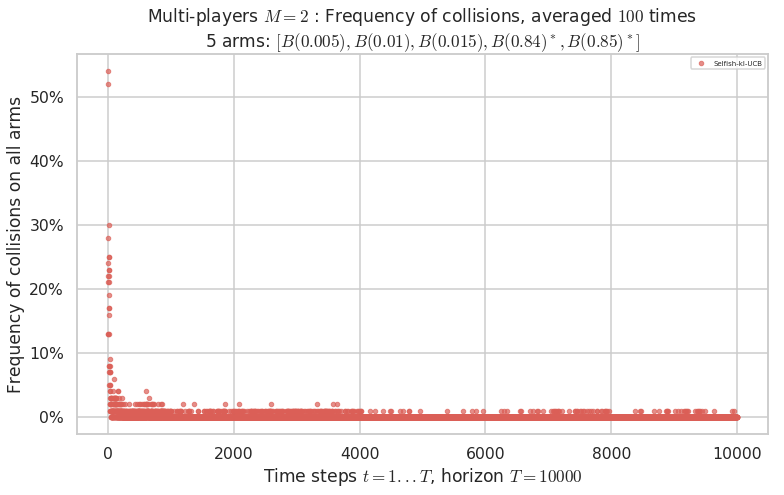 Multi-players M = 2 : Frequency of collisions, averaged 100 times
5 arms: [B(0.005), B(0.01), B(0.015), B(0.84)*, B(0.85)*]
Selfish-kl-UCB
Frequency of collisions on all arms
50%
40%
30%
20%
10%
0%
0 2000 4000 6000 8000 10000
Time steps t = 1...T, horizon T = 10000